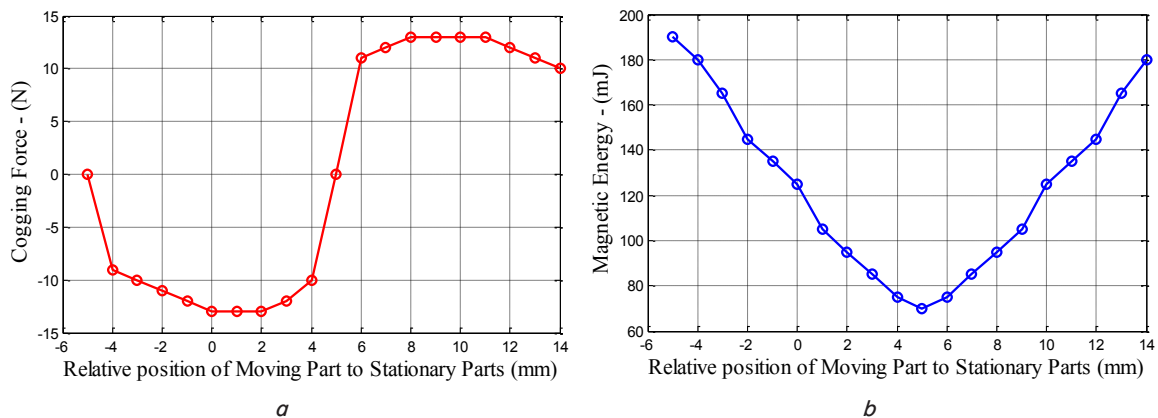 15
10
5
0
-5
-10
-15
Cogging Force - (N)
-6 -4 -2 0 2 4 6 8 10 12 14
Relative position of Moving Part to Stationary Parts (mm)
a
200
180
160
140
120
100
80
60
Magnetic Energy - (mJ)
-6 -4 -2 0 2 4 6 8 10 12 14
Relative position of Moving Part to Stationary Parts (mm)
b